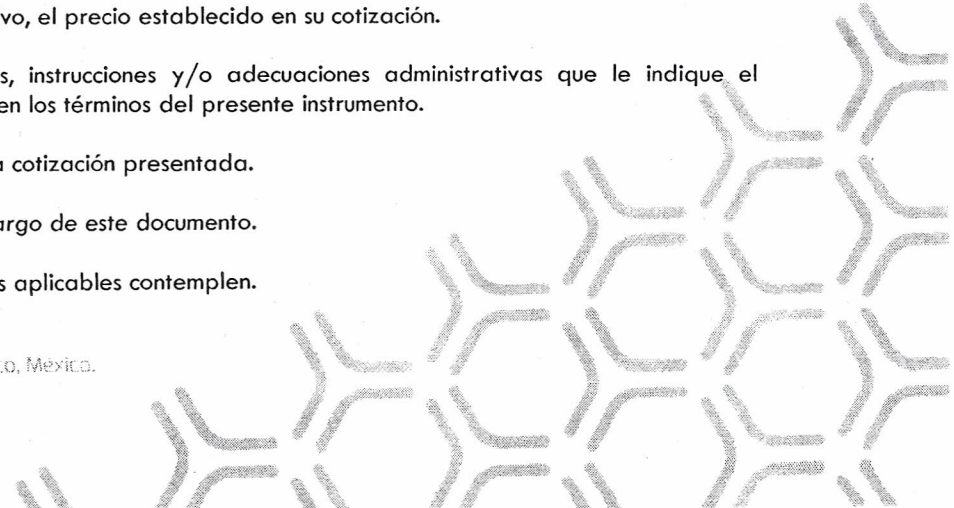 vo, el precio establecido en su cotización.
s, instrucciones y/o adecuaciones administrativas que le indique el
en los términos del presente instrumento.
cotización presentada.
argo de este documento.
s aplicables contemplen.
o, México.